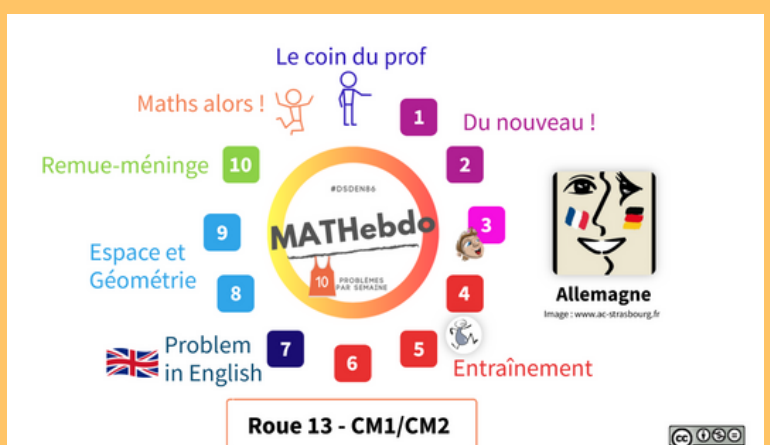 Le coin du prof
Maths alors !
1
Du nouveau !
Remue-méninge
10
2
#DSDEN86
MATHebdo
10 PROBLÈMES
PAR SEMAINE
3
9
Espace et
Géométrie
8
4
Allemagne
Image : www.ac-strasbourg.fr
Problem
in English
7
6
5
Entraînement
Roue 13 - CM1/CM2
cc